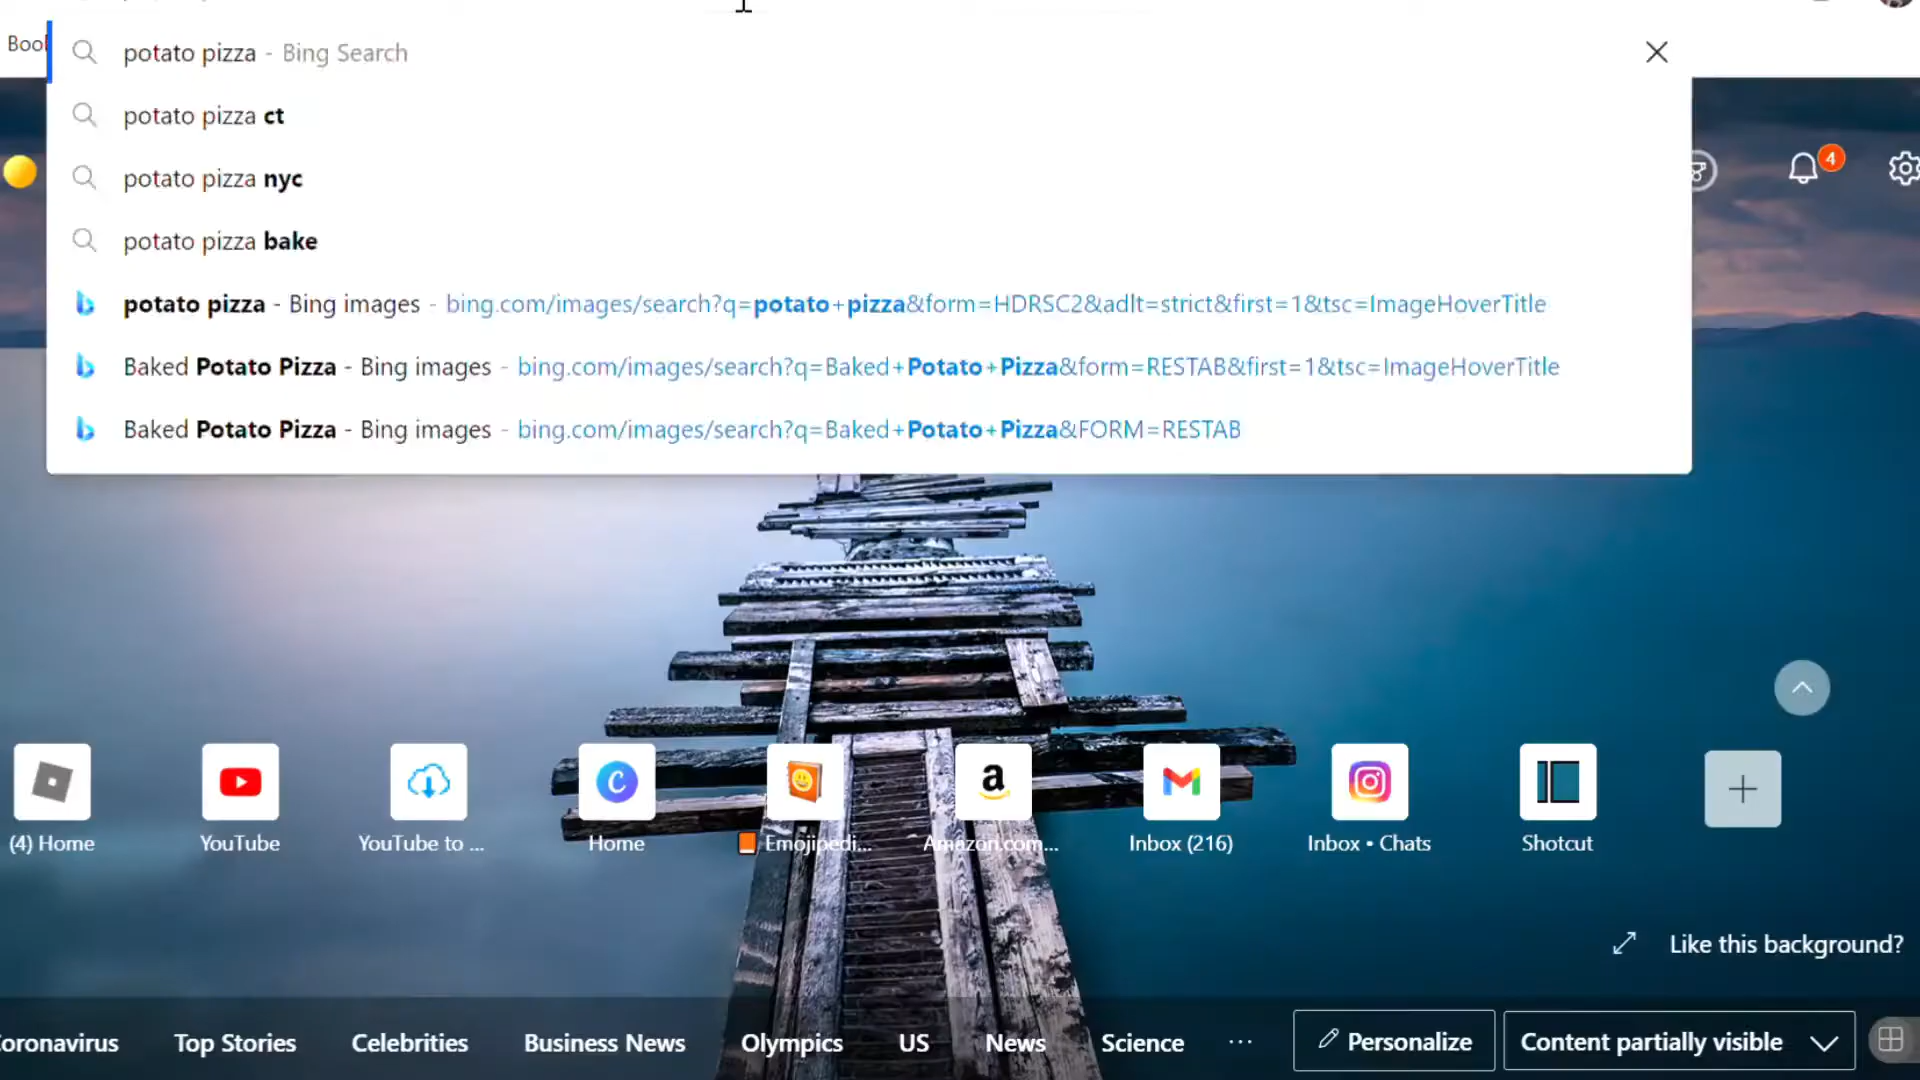 Boo
potato pizza - Bing Search
potato pizza ct
potato pizza nyc
potato pizza bake
potato pizza - Bing images - bing.com/images/search?q=potato+pizza&form=HDRSC2&adlt=strict&first=1&tsc=ImageHoverTitle
Baked Potato Pizza - Bing images - bing.com/images/search?q=Baked+Potato+Pizza&form=RESTAB&first=1&tsc=ImageHoverTitle
Baked Potato Pizza - Bing images - bing.com/images/search?q=Baked+Potato+Pizza&FORM=RESTAB
4
(4) Home
YouTube
YouTube to ...
Home
Emojipedi...
Amazon.com...
Inbox (216)
Inbox • Chats
Shotcut
Like this background?
oronavirus Top Stories Celebrities Business News Olympics US News Science ... Personalize Content partially visible